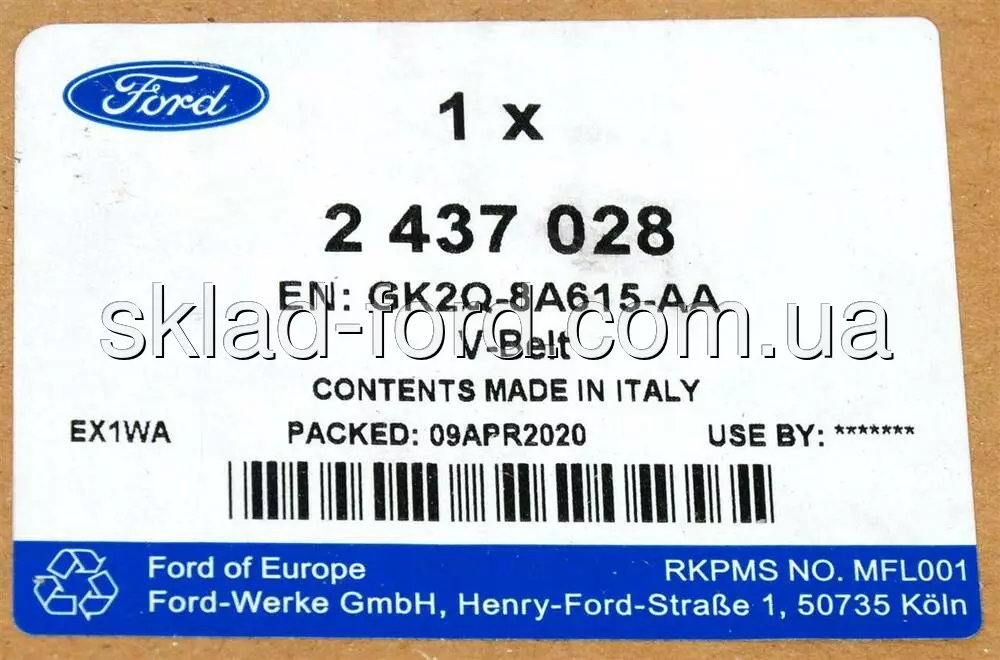 Ford
1 x
2 437 028
EN: GK2Q-8A615-AA
sklad-ford.com.ua
V-Belt
CONTENTS MADE IN ITALY
EX1WA PACKED: 09APR2020 USE BY: *******
Ford of Europe RKPMS NO. MFL001
Ford-Werke GmbH, Henry-Ford-Straße 1, 50735 Köln